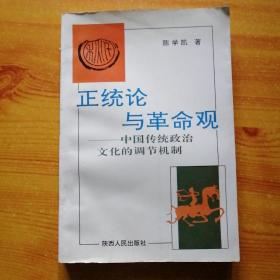 陈学凯 著
正统论
与革命观
——中国传统政治
文化的调节机制
陕西人民出版社